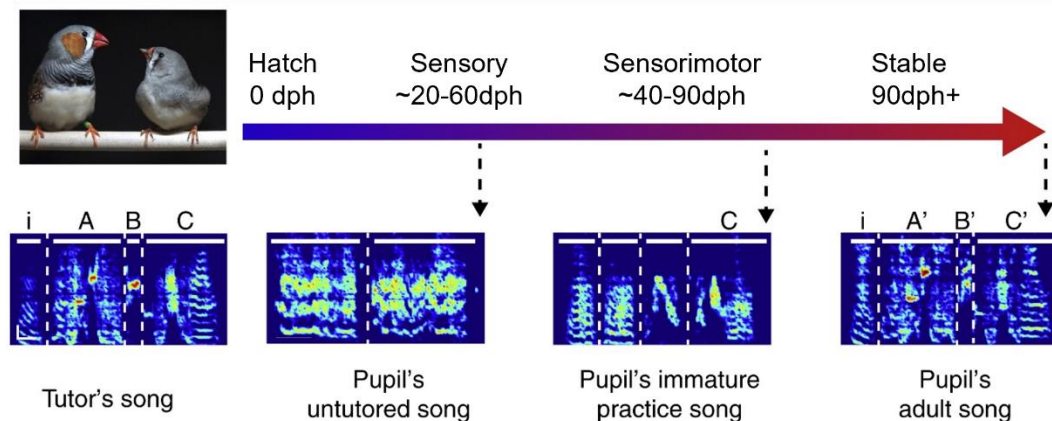 Hatch
0 dph
Sensory
~20-60dph
Sensorimotor
~40-90dph
Stable
90dph+
i A B C
C
i A' B' C'
Tutor's song
Pupil's
untutored song
Pupil's immature
practice song
Pupil's
adult song